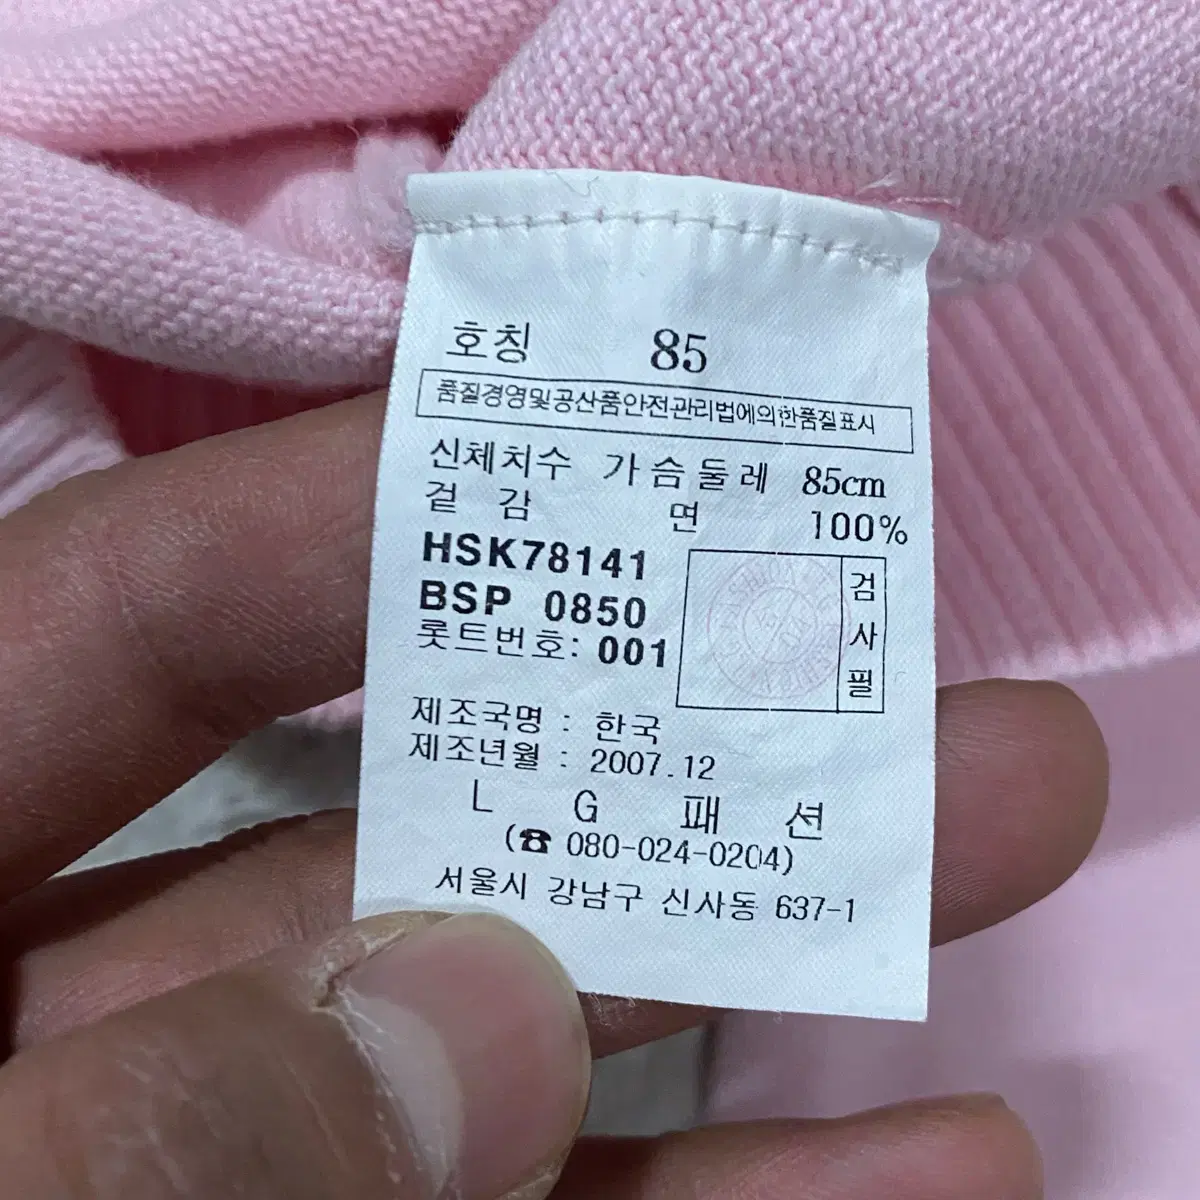 호칭 85
품질경영및공산품안전관리법에의한품질표시
신체치수 가슴둘레 85cm
겉감 면 100%
HSK78141
BSP 0850
롯트번호: 001
검사필
제조국명 : 한국
제조년월 : 2007.12
LG패션
(☎ 080-024-0204)
서울시 강남구 신사동 637-1